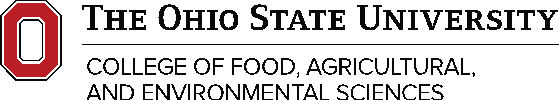 THE OHIO STATE UNIVERSITY
COLLEGE OF FOOD, AGRICULTURAL,
AND ENVIRONMENTAL SCIENCES